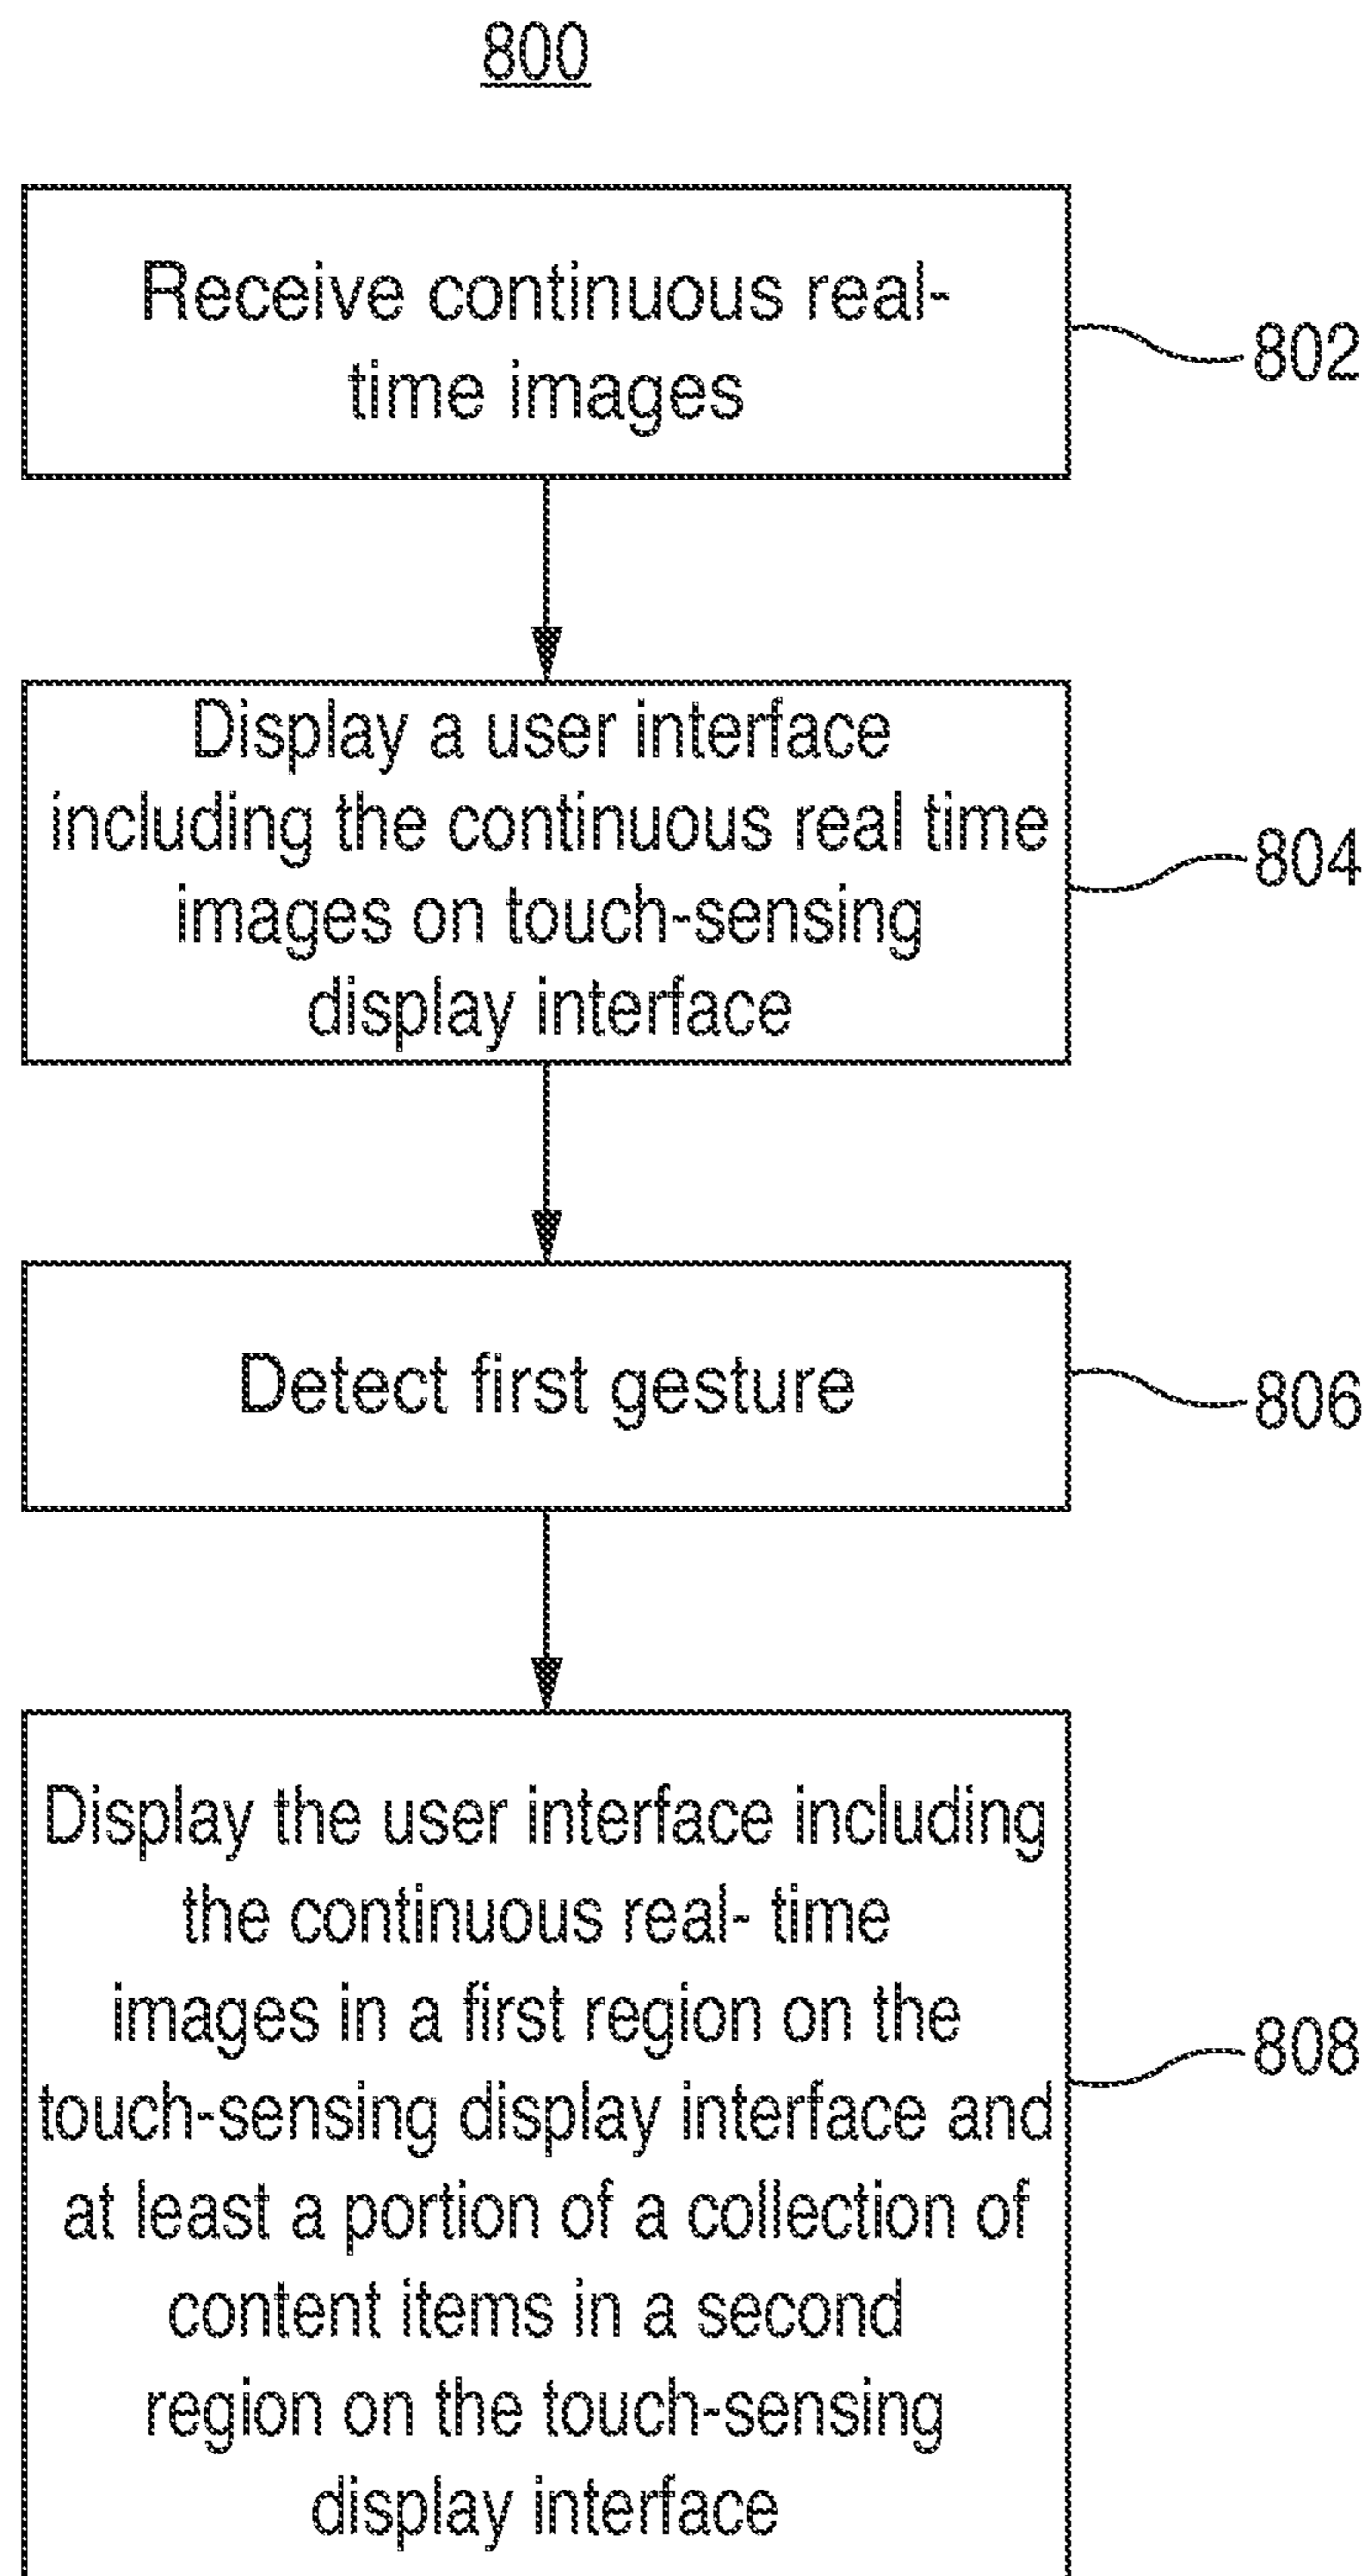 800
Receive continuous real-
time images
802
Display a user interface
including the continuous real time
images on touch-sensing
display interface
804
Detect first gesture
806
Display the user interface including
the continuous real- time
images in a first region on the
touch-sensing display interface and
at least a portion of a collection of
content items in a second
region on the touch-sensing
display interface
808